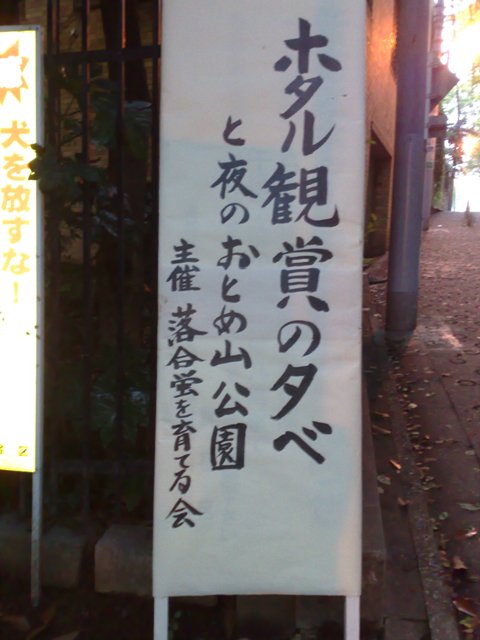 ホタル観賞の夕べ
と夜のおとめ山公園
主催 落合蛍を育てる会
犬を放すな!
区